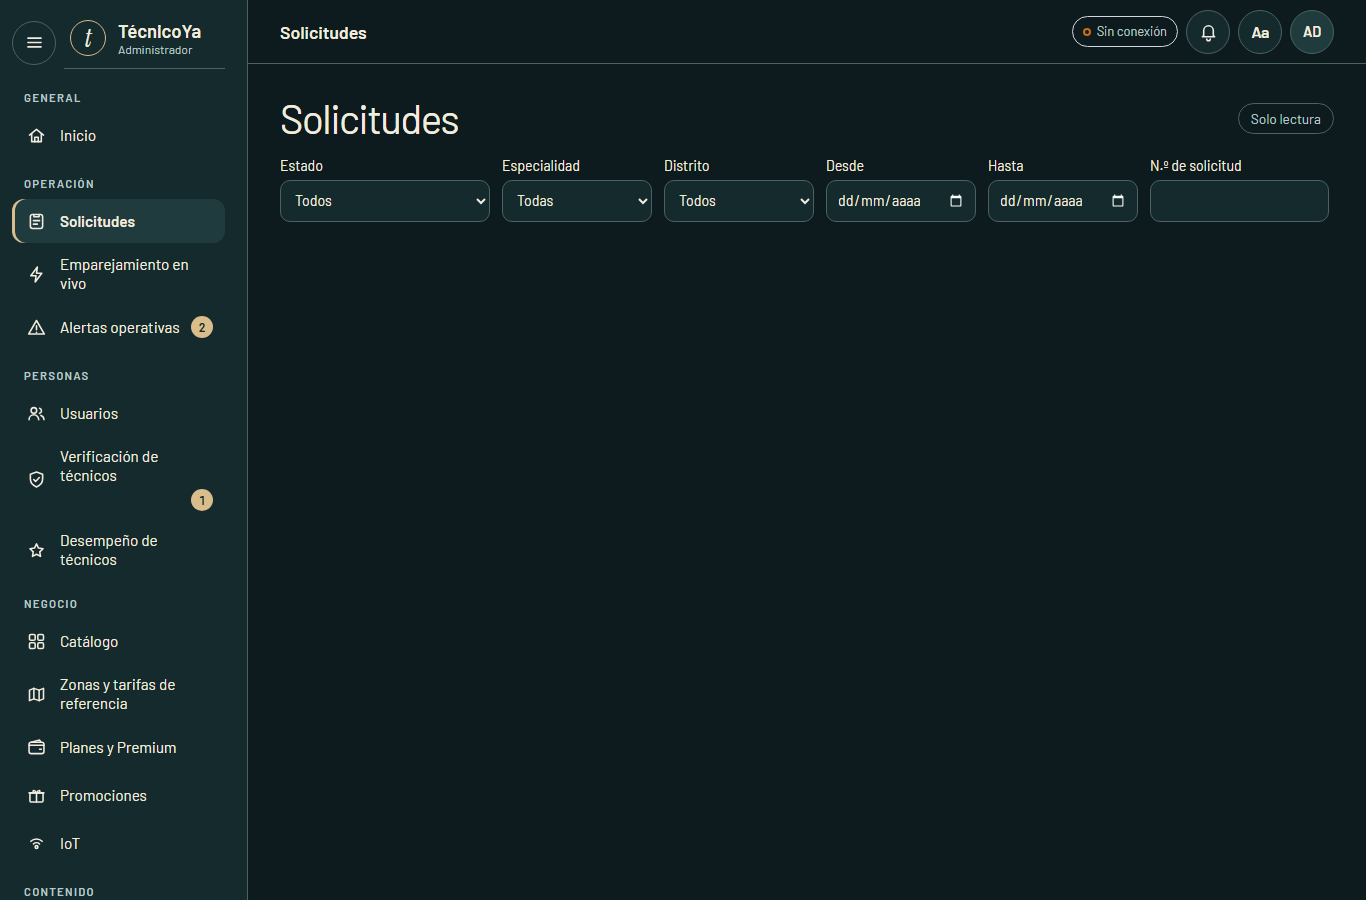 t
TécnicoYa
Administrador
GENERAL
Inicio
OPERACIÓN
Solicitudes
Emparejamiento en
vivo
Alertas operativas 2
PERSONAS
Usuarios
Verificación de
técnicos
1
Desempeño de
técnicos
NEGOCIO
Catálogo
Zonas y tarifas de
referencia
Planes y Premium
Promociones
IoT
CONTENIDO
Solicitudes
Sin conexión
Aa
AD
Solicitudes
Solo lectura
Estado Especialidad Distrito Desde Hasta N.º de solicitud
Todos Todas Todos dd/mm/aaaa dd/mm/aaaa